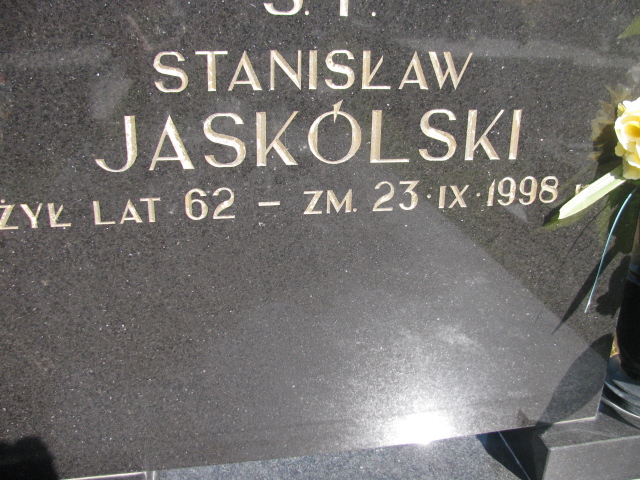 Ś. P.
STANISŁAW
JASKÓLSKI
ŻYŁ LAT 62 – ZM. 23·IX·1998